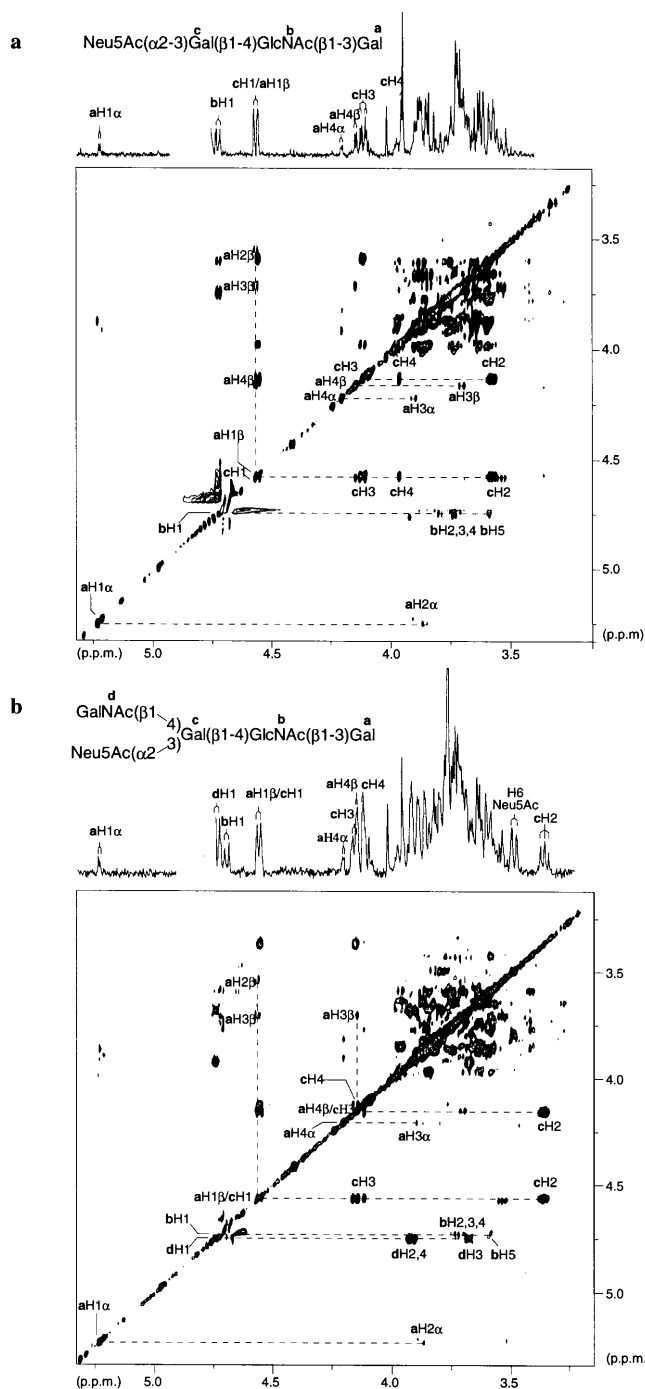 a
c b a
Neu5Ac(α2-3)Gal(β1-4)GlcNAc(β1-3)Gal
aH1α
bH1
cH1/aH1β
aH4α
aH4β
cH3
cH4
aH2β
aH3β
aH4β
cH3
aH4β
aH4α
cH4
cH2
aH3α
aH3β
aH1β
cH1
cH3
cH4
cH2
bH1
bH2,3,4
bH5
aH1α
aH2α
3.5
4.0
4.5
5.0
(p.p.m.)
(p.p.m.)
5.0
4.5
4.0
3.5
b
d
GalNAc(β1
4)
c b a
Gal(β1-4)GlcNAc(β1-3)Gal
Neu5Ac(α2
3)
aH1α
dH1
bH1
aH1β/cH1
aH4α
cH3
aH4β
cH4
H6
Neu5Ac
cH2
aH2β
aH3β
aH3β
cH4
aH4β/cH3
aH4α
aH3α
cH2
aH1β/cH1
cH3
cH2
bH1
dH1
bH2,3,4
dH2,4
dH3
bH5
aH1α
aH2α
3.5
4.0
4.5
5.0
(p.p.m.)
(p.p.m.)
5.0
4.5
4.0
3.5